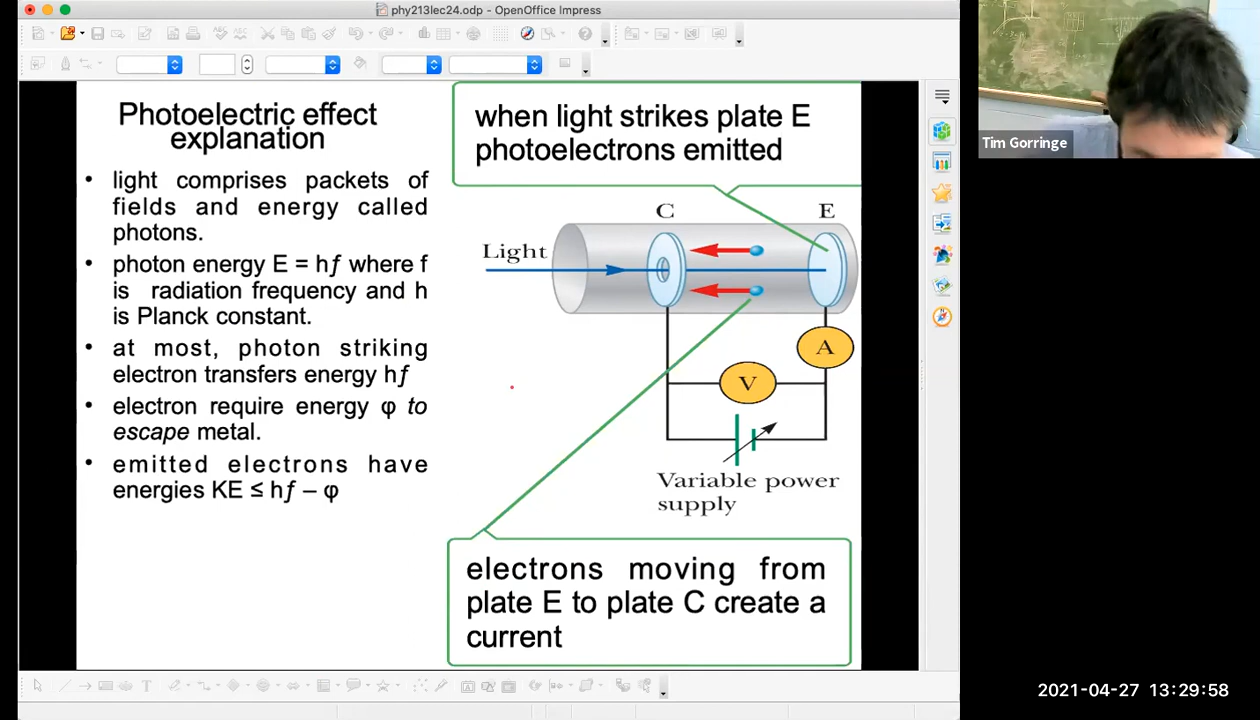 phy213lec24.odp - OpenOffice Impress
Photoelectric effect
explanation
• light comprises packets of
fields and energy called
photons.
• photon energy E = hƒ where f
is radiation frequency and h
is Planck constant.
• at most, photon striking
electron transfers energy hƒ
• electron require energy φ to
escape metal.
• emitted electrons have
energies KE ≤ hƒ – φ
when light strikes plate E
photoelectrons emitted
C
E
Light
A
V
Variable power
supply
electrons moving from
plate E to plate C create a
current
Tim Gorringe
2021-04-27 13:29:58